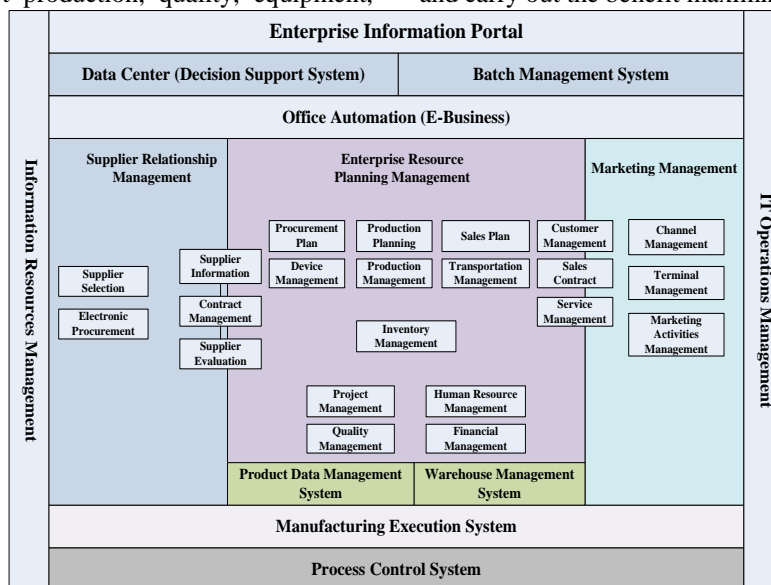 t production, quality, equipment,
and carry out the benefit maximi
Enterprise Information Portal
Data Center (Decision Support System)
Batch Management System
Office Automation (E-Business)
Information Resources Management
IT Operations Management
Supplier Relationship
Management
Enterprise Resource
Planning Management
Marketing Management
Procurement
Plan
Production
Planning
Sales Plan
Customer
Management
Channel
Management
Supplier
Information
Device
Management
Production
Management
Transportation
Management
Sales
Contract
Supplier
Selection
Terminal
Management
Contract
Management
Service
Management
Electronic
Procurement
Inventory
Management
Marketing
Activities
Management
Supplier
Evaluation
Project
Management
Human Resource
Management
Quality
Management
Financial
Management
Product Data Management
System
Warehouse Management
System
Manufacturing Execution System
Process Control System